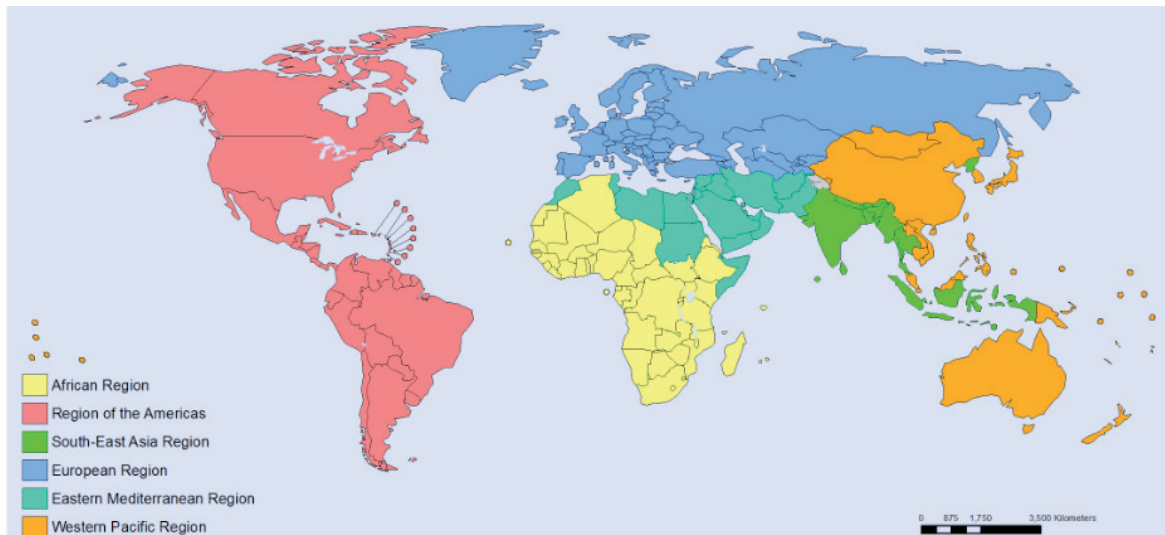 African Region
Region of the Americas
South-East Asia Region
European Region
Eastern Mediterranean Region
Western Pacific Region
0 875 1,750 3,500 Kilometers